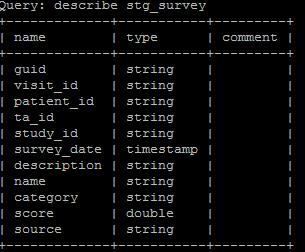 Query: describe stg_survey
+-------------+-----------+---------+
| name        | type      | comment |
+-------------+-----------+---------+
| guid        | string    |         |
| visit_id    | string    |         |
| patient_id  | string    |         |
| ta_id       | string    |         |
| study_id    | string    |         |
| survey_date | timestamp |         |
| description | string    |         |
| name        | string    |         |
| category    | string    |         |
| score       | double    |         |
| source      | string    |         |
+-------------+-----------+---------+